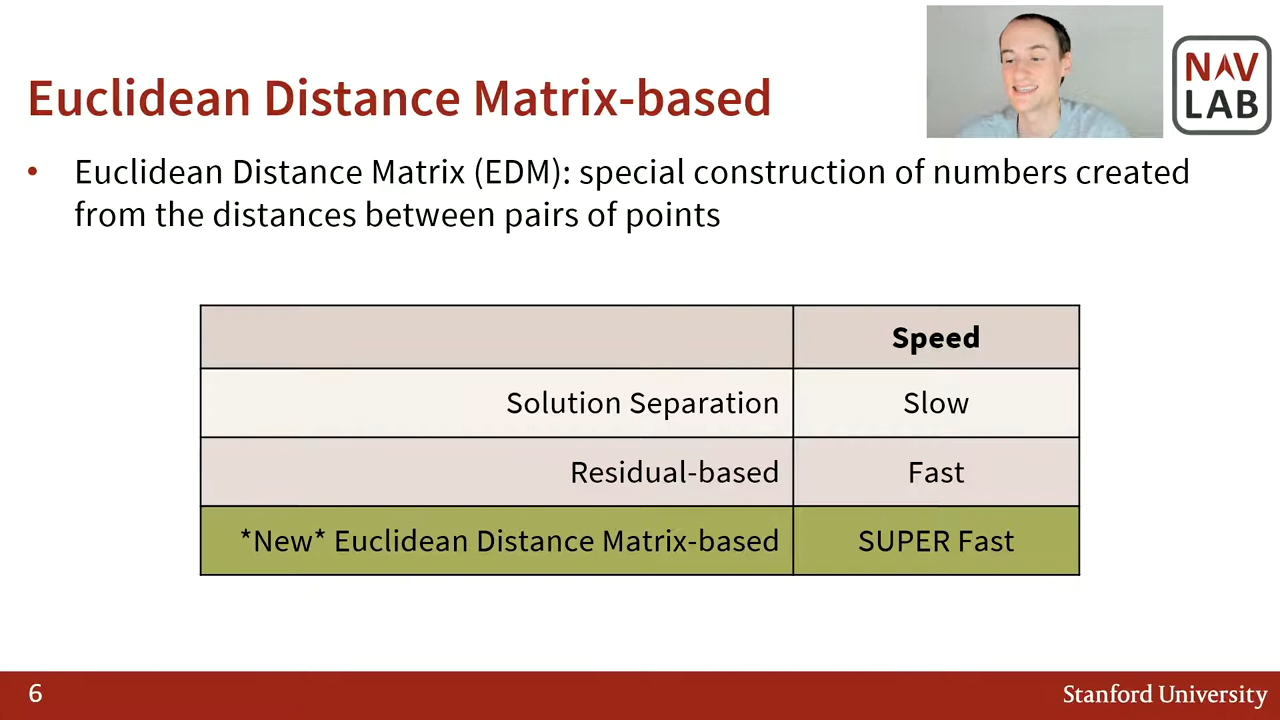 NAV
LAB
Euclidean Distance Matrix-based
• Euclidean Distance Matrix (EDM): special construction of numbers created
from the distances between pairs of points
Speed
Solution Separation Slow
Residual-based Fast
*New* Euclidean Distance Matrix-based SUPER Fast
6 Stanford University